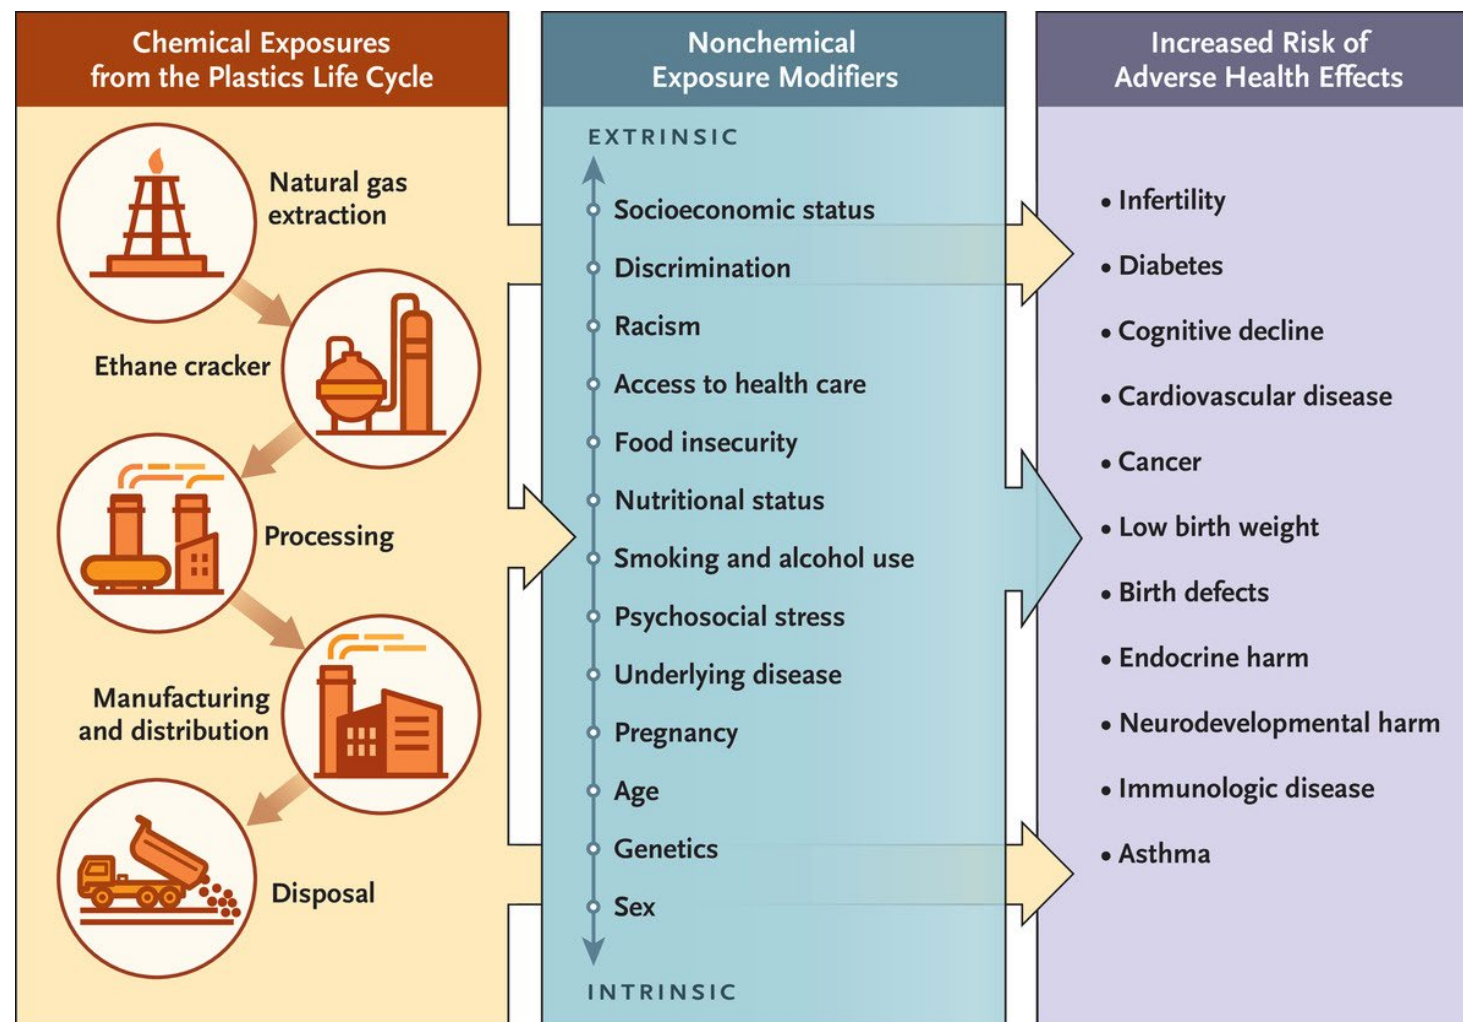 Chemical Exposures
from the Plastics Life Cycle
Natural gas
extraction
Ethane cracker
Processing
Manufacturing
and distribution
Disposal
Nonchemical
Exposure Modifiers
EXTRINSIC
Socioeconomic status
Discrimination
Racism
Access to health care
Food insecurity
Nutritional status
Smoking and alcohol use
Psychosocial stress
Underlying disease
Pregnancy
Age
Genetics
Sex
INTRINSIC
Increased Risk of
Adverse Health Effects
• Infertility
• Diabetes
• Cognitive decline
• Cardiovascular disease
• Cancer
• Low birth weight
• Birth defects
• Endocrine harm
• Neurodevelopmental harm
• Immunologic disease
• Asthma